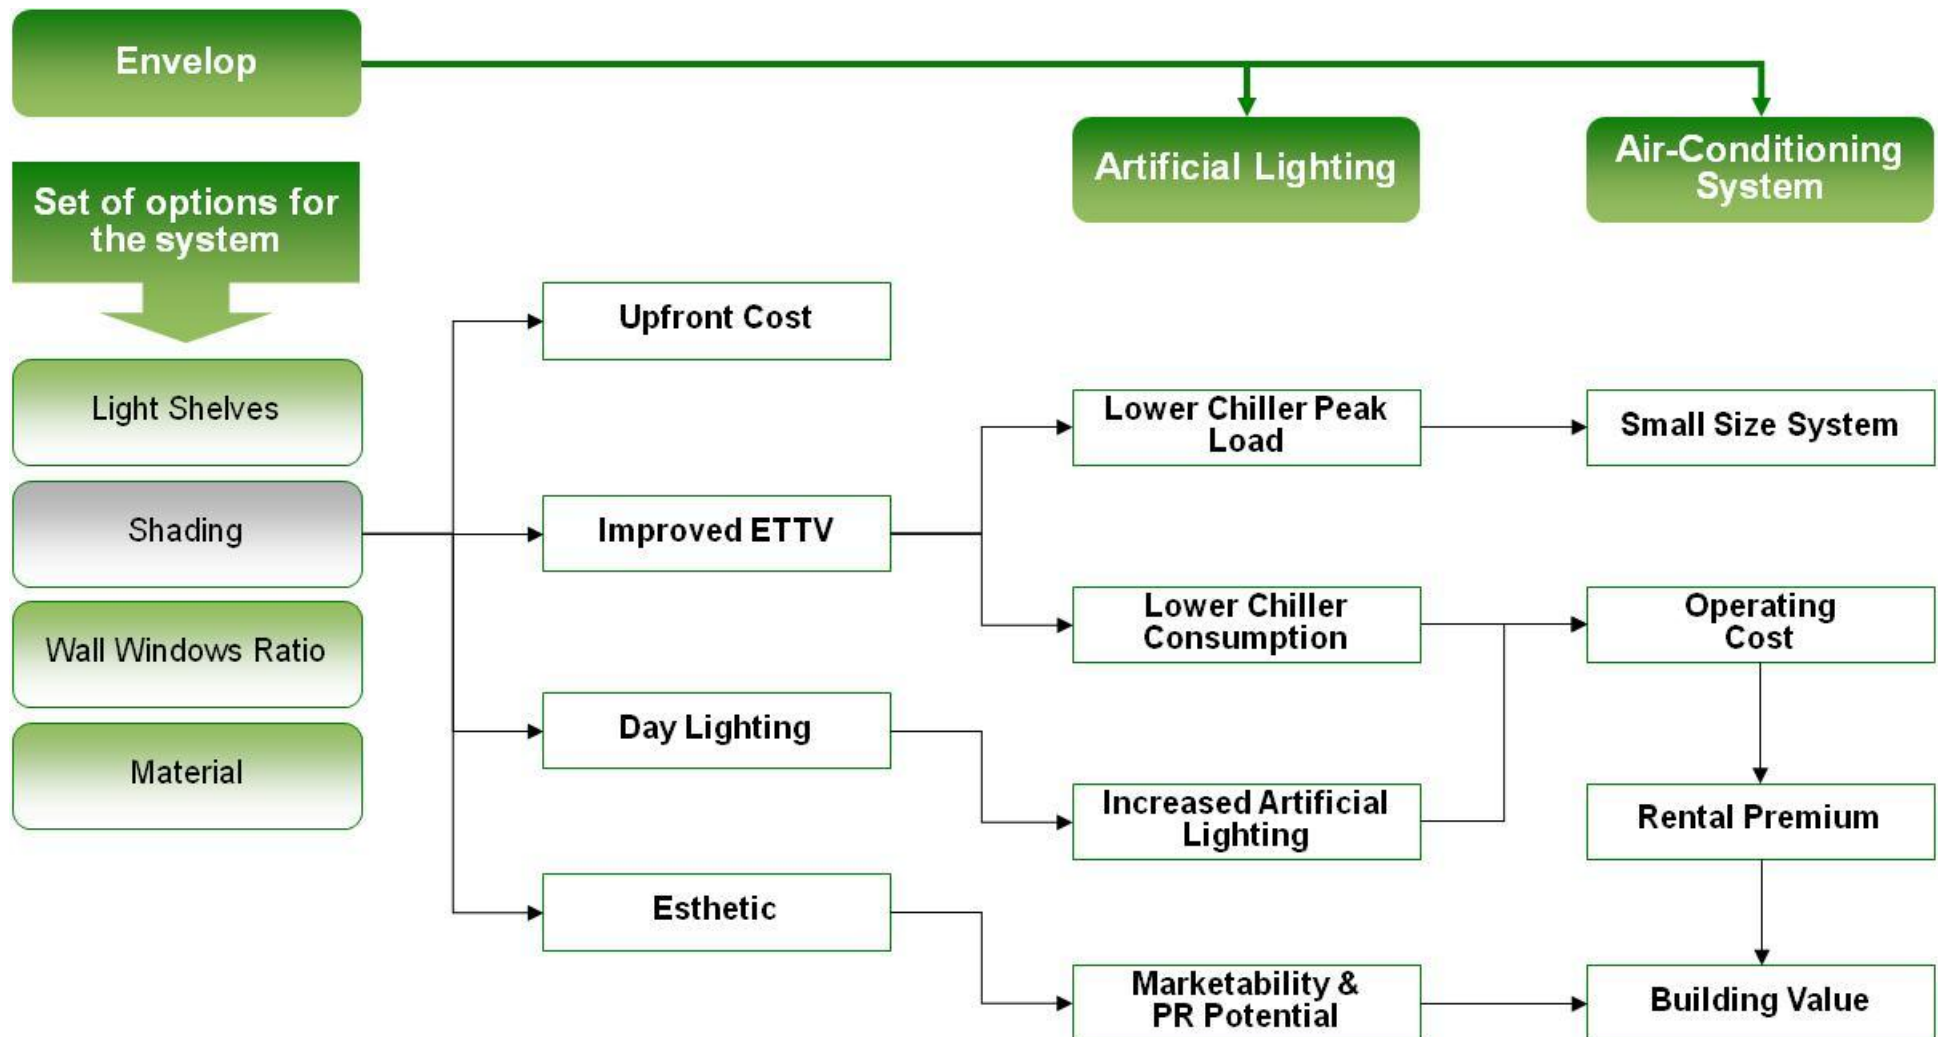 Envelop
Artificial Lighting
Air-Conditioning
System
Set of options for
the system
Light Shelves
Shading
Wall Windows Ratio
Material
Upfront Cost
Improved ETTV
Day Lighting
Esthetic
Lower Chiller Peak
Load
Lower Chiller
Consumption
Increased Artificial
Lighting
Marketability &
PR Potential
Small Size System
Operating
Cost
Rental Premium
Building Value